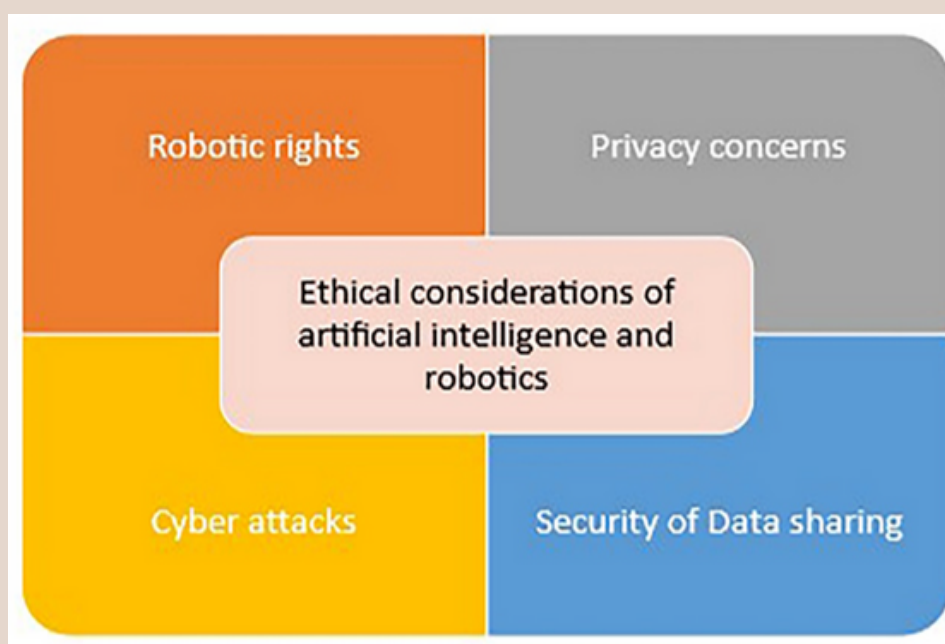 Robotic rights
Privacy concerns
Ethical considerations of
artificial intelligence and
robotics
Cyber attacks
Security of Data sharing